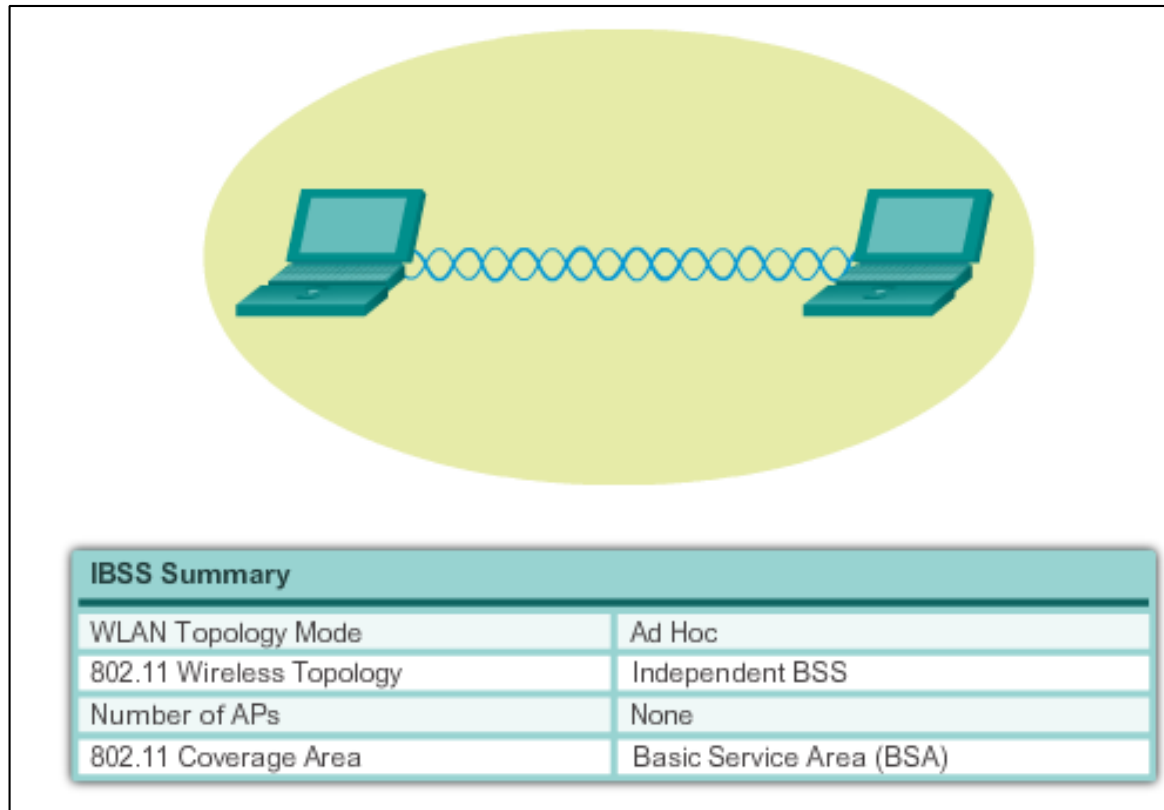 IBSS Summary
WLAN Topology Mode Ad Hoc
802.11 Wireless Topology Independent BSS
Number of APs None
802.11 Coverage Area Basic Service Area (BSA)